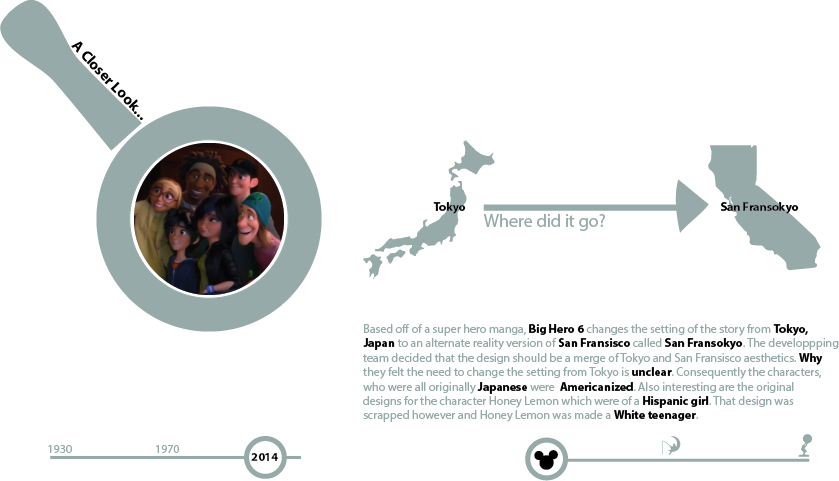 A Closer Look...
Tokyo
San Fransokyo
Where did it go?
Based off of a super hero manga, Big Hero 6 changes the setting of the story from Tokyo,
Japan to an alternate reality version of San Fransisco called San Fransokyo. The developpping
team decided that the design should be a merge of Tokyo and San Fransisco aesthetics. Why
they felt the need to change the setting from Tokyo is unclear. Consequently the characters,
who were all originally Japanese were Americanized. Also interesting are the original
designs for the character Honey Lemon which were of a Hispanic girl. That design was
scrapped however and Honey Lemon was made a White teenager.
1930
1970
2014